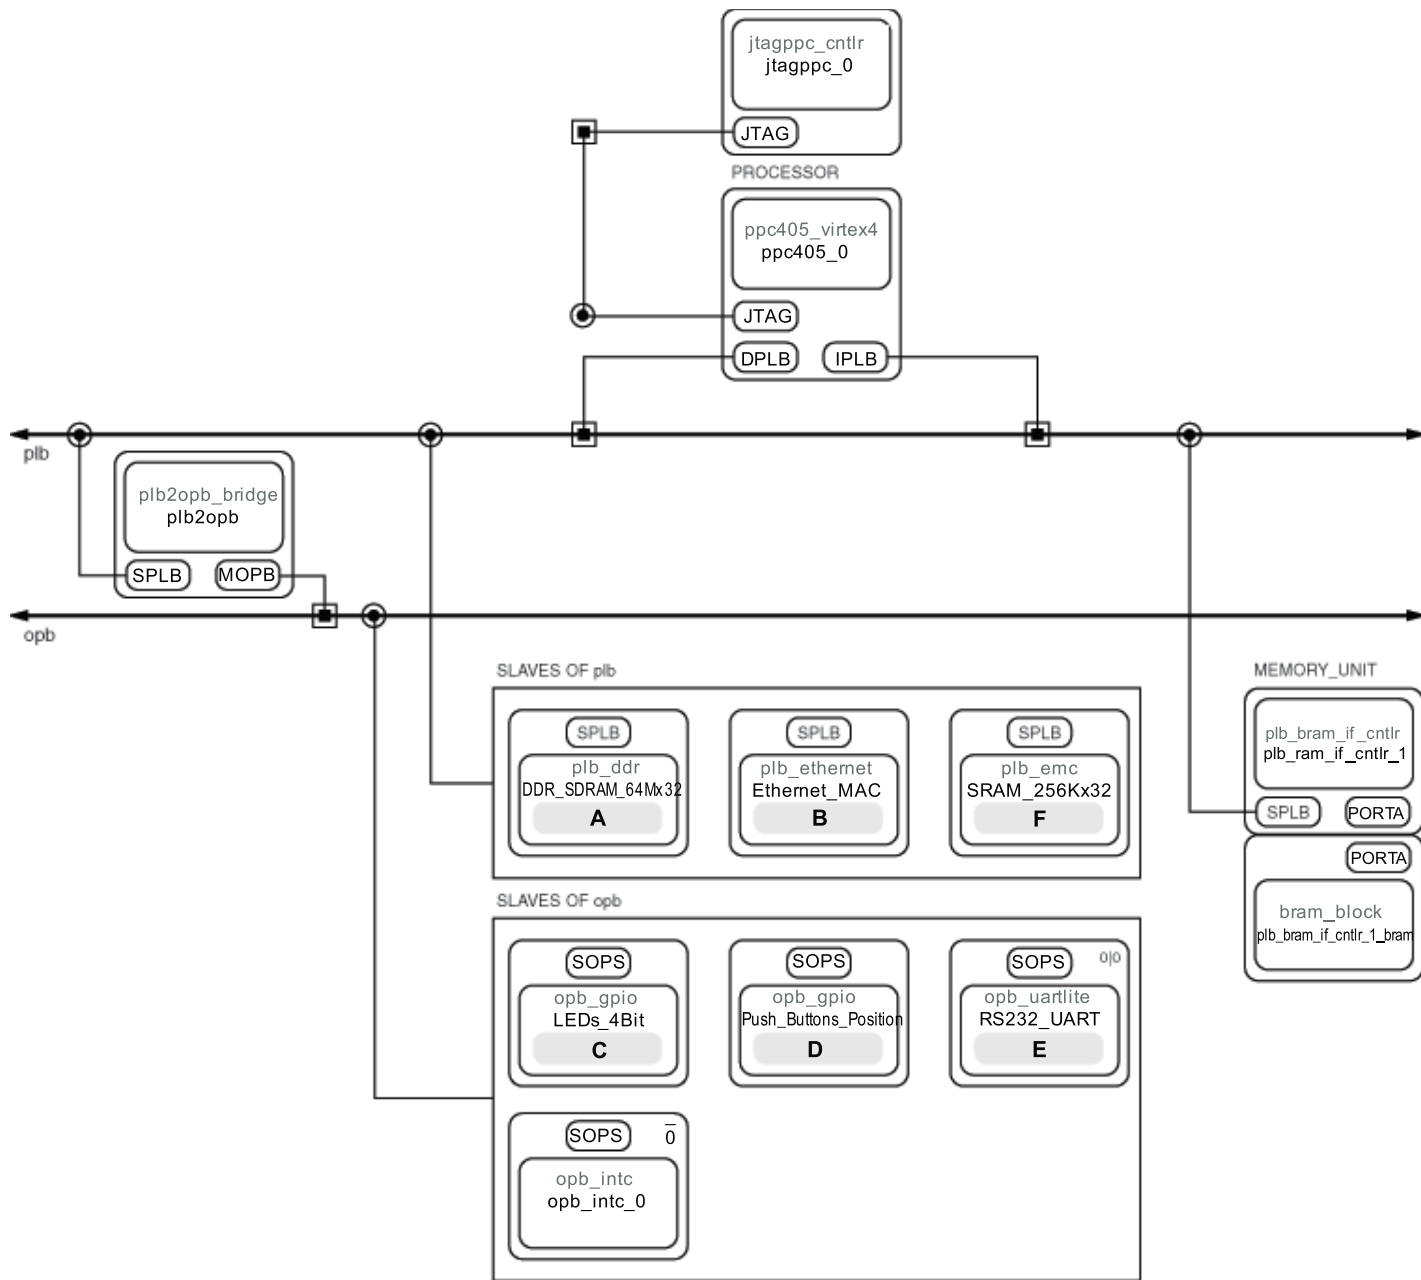 jtagppc_cntlr
jtagppc_0
JTAG
PROCESSOR
ppc405_virtex4
ppc405_0
JTAG
DPLB IPLB
plb
plb2opb_bridge
plb2opb
SPLB MOPB
opb
SLAVES OF plb
SPLB
plb_ddr
DDR_SDRAM_64Mx32
A
SPLB
plb_ethernet
Ethernet_MAC
B
SPLB
plb_emc
SRAM_256Kx32
F
MEMORY_UNIT
plb_bram_if_cntlr
plb_ram_if_cntlr_1
SPLB PORTA
PORTA
bram_block
plb_bram_if_cntlr_1_bram
SLAVES OF opb
SOPS
opb_gpio
LEDs_4Bit
C
SOPS
opb_gpio
Push_Buttons_Position
D
SOPS 0|0
opb_uartlite
RS232_UART
E
SOPS 0
opb_intc
opb_intc_0